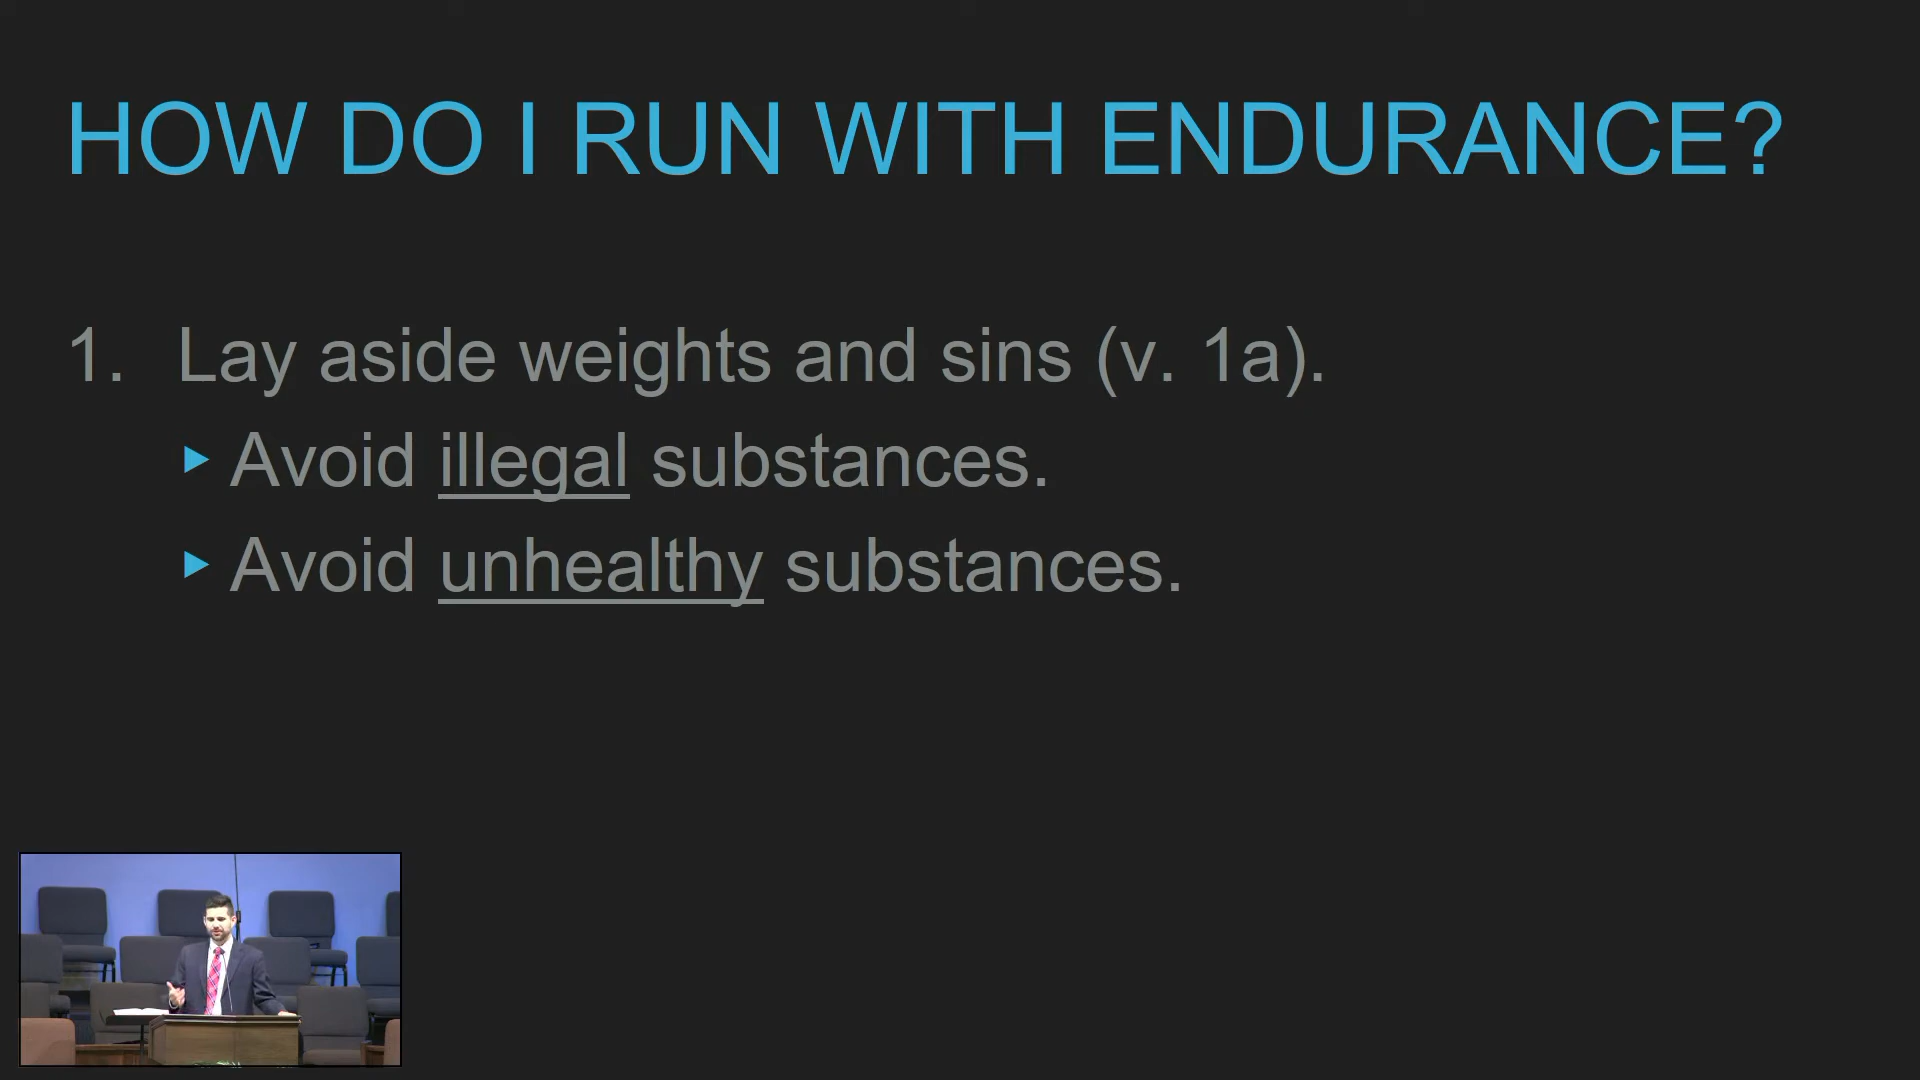 HOW DO I RUN WITH ENDURANCE?
1. Lay aside weights and sins (v. 1a).
▸ Avoid illegal substances.
▸ Avoid unhealthy substances.